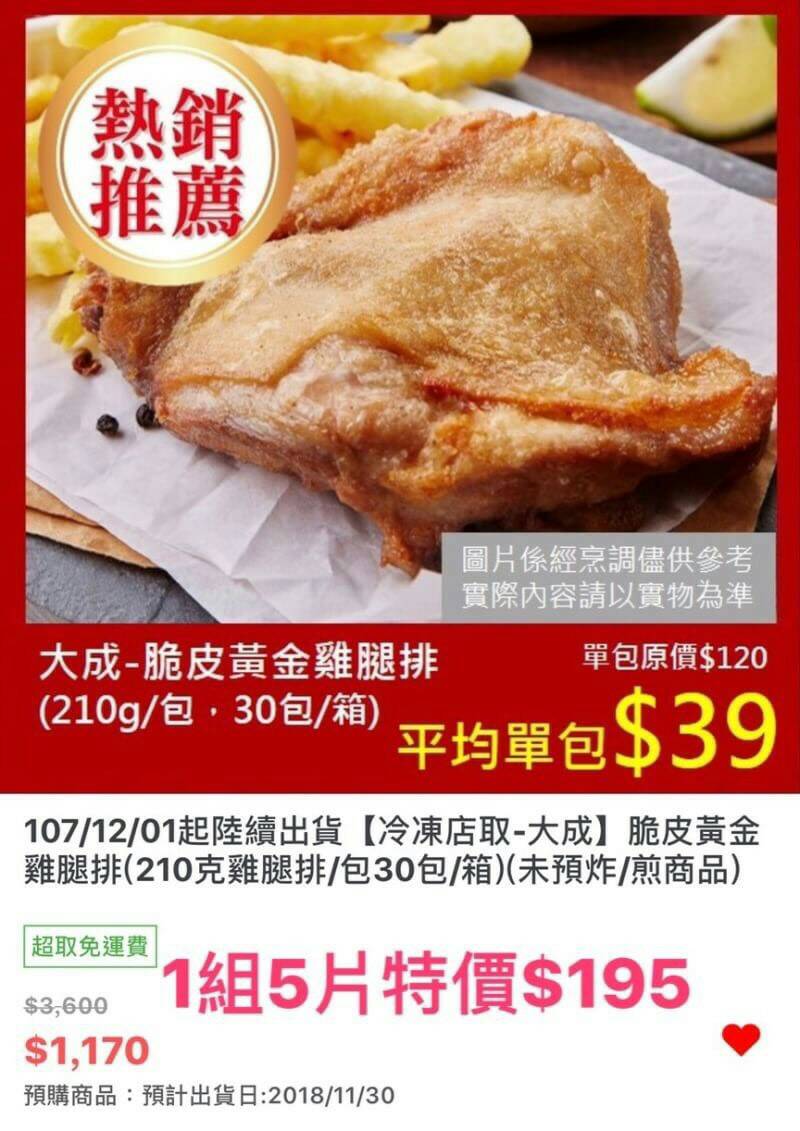 熱銷
推薦
圖片係經烹調僅供參考
實際內容請以實物為準
大成-脆皮黃金雞腿排
(210g/包，30包/箱)
單包原價$120
平均單包$39
107/12/01起陸續出貨【冷凍店取-大成】脆皮黃金
雞腿排(210克雞腿排/包30包/箱)(未預炸/煎商品)
超取免運費
1組5片特價$195
$3,600
$1,170
預購商品：預計出貨日:2018/11/30